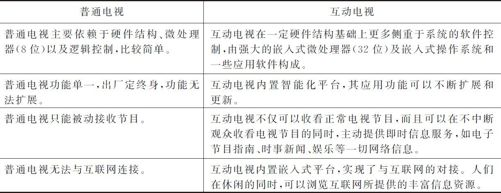 普通电视
互动电视
普通电视主要依赖于硬件结构、微处理
器(8 位)以及逻辑控制,比较简单。
互动电视在一定硬件结构基础上更多侧重于系统的软件控
制,由强大的嵌入式微处理器(32 位)及嵌入式操作系统和
一些应用软件构成。
普通电视功能单一,出厂定终身,功能无
法扩展。
互动电视内置智能化平台,其应用功能可以不断扩展和
更新。
普通电视只能被动接收节目。
互动电视不仅可以收看正常电视节目,而且可以在不中断
观众收看电视节目的同时,主动提供即时信息服务,如电子
节目指南、时事新闻、娱乐等一切网络信息。
普通电视无法与互联网连接。
互动电视内置嵌入式平台,实现了与互联网的对接。人们
在休闲的同时,可以浏览互联网所提供的丰富信息资源。